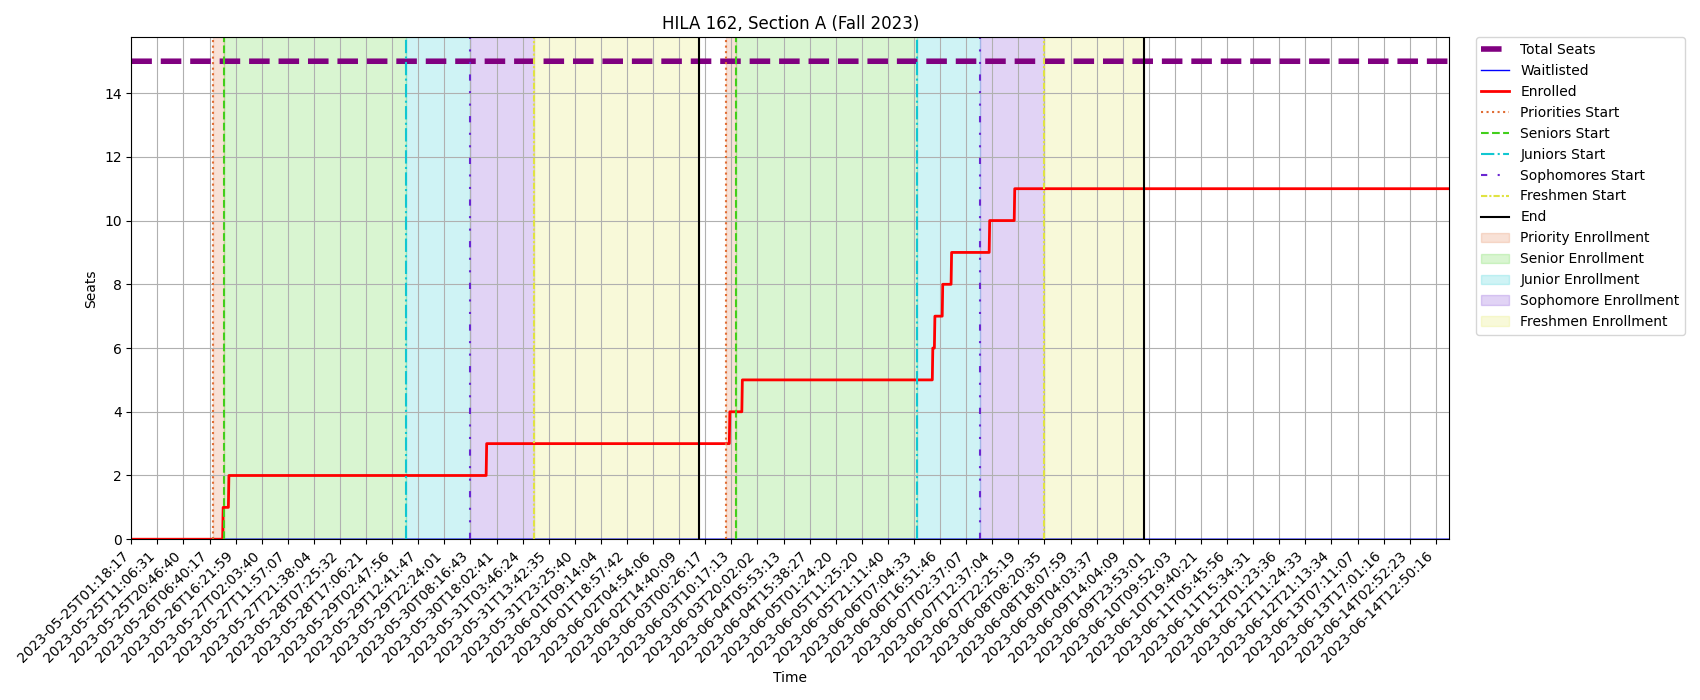 HILA 162, Section A (Fall 2023)
Seats
14
12
10
8
6
4
2
0
2023-05-25T01:18:17
2023-05-25T11:06:31
2023-05-25T20:46:40
2023-05-26T06:40:17
2023-05-26T16:21:59
2023-05-27T02:03:40
2023-05-27T11:57:07
2023-05-27T21:38:04
2023-05-28T07:25:32
2023-05-28T17:06:21
2023-05-29T02:47:56
2023-05-29T12:41:47
2023-05-29T22:24:01
2023-05-30T08:16:43
2023-05-30T18:02:41
2023-05-31T03:46:24
2023-05-31T13:42:35
2023-05-31T23:25:40
2023-06-01T09:14:04
2023-06-01T18:57:42
2023-06-02T04:54:06
2023-06-02T14:40:09
2023-06-03T00:26:17
2023-06-03T10:17:13
2023-06-03T20:02:02
2023-06-04T05:53:13
2023-06-04T15:38:27
2023-06-05T01:24:20
2023-06-05T11:25:20
2023-06-05T21:11:40
2023-06-06T07:04:33
2023-06-06T16:51:46
2023-06-07T02:37:07
2023-06-07T12:37:04
2023-06-07T22:25:19
2023-06-08T08:20:35
2023-06-08T18:07:59
2023-06-09T04:03:37
2023-06-09T14:04:09
2023-06-09T23:53:01
2023-06-10T09:52:03
2023-06-10T19:40:21
2023-06-11T05:45:56
2023-06-11T15:34:31
2023-06-12T01:23:36
2023-06-12T11:24:33
2023-06-12T21:13:34
2023-06-13T07:11:07
2023-06-13T17:01:16
2023-06-14T02:52:23
2023-06-14T12:50:16
Time
Total Seats
Waitlisted
Enrolled
Priorities Start
Seniors Start
Juniors Start
Sophomores Start
Freshmen Start
End
Priority Enrollment
Senior Enrollment
Junior Enrollment
Sophomore Enrollment
Freshmen Enrollment